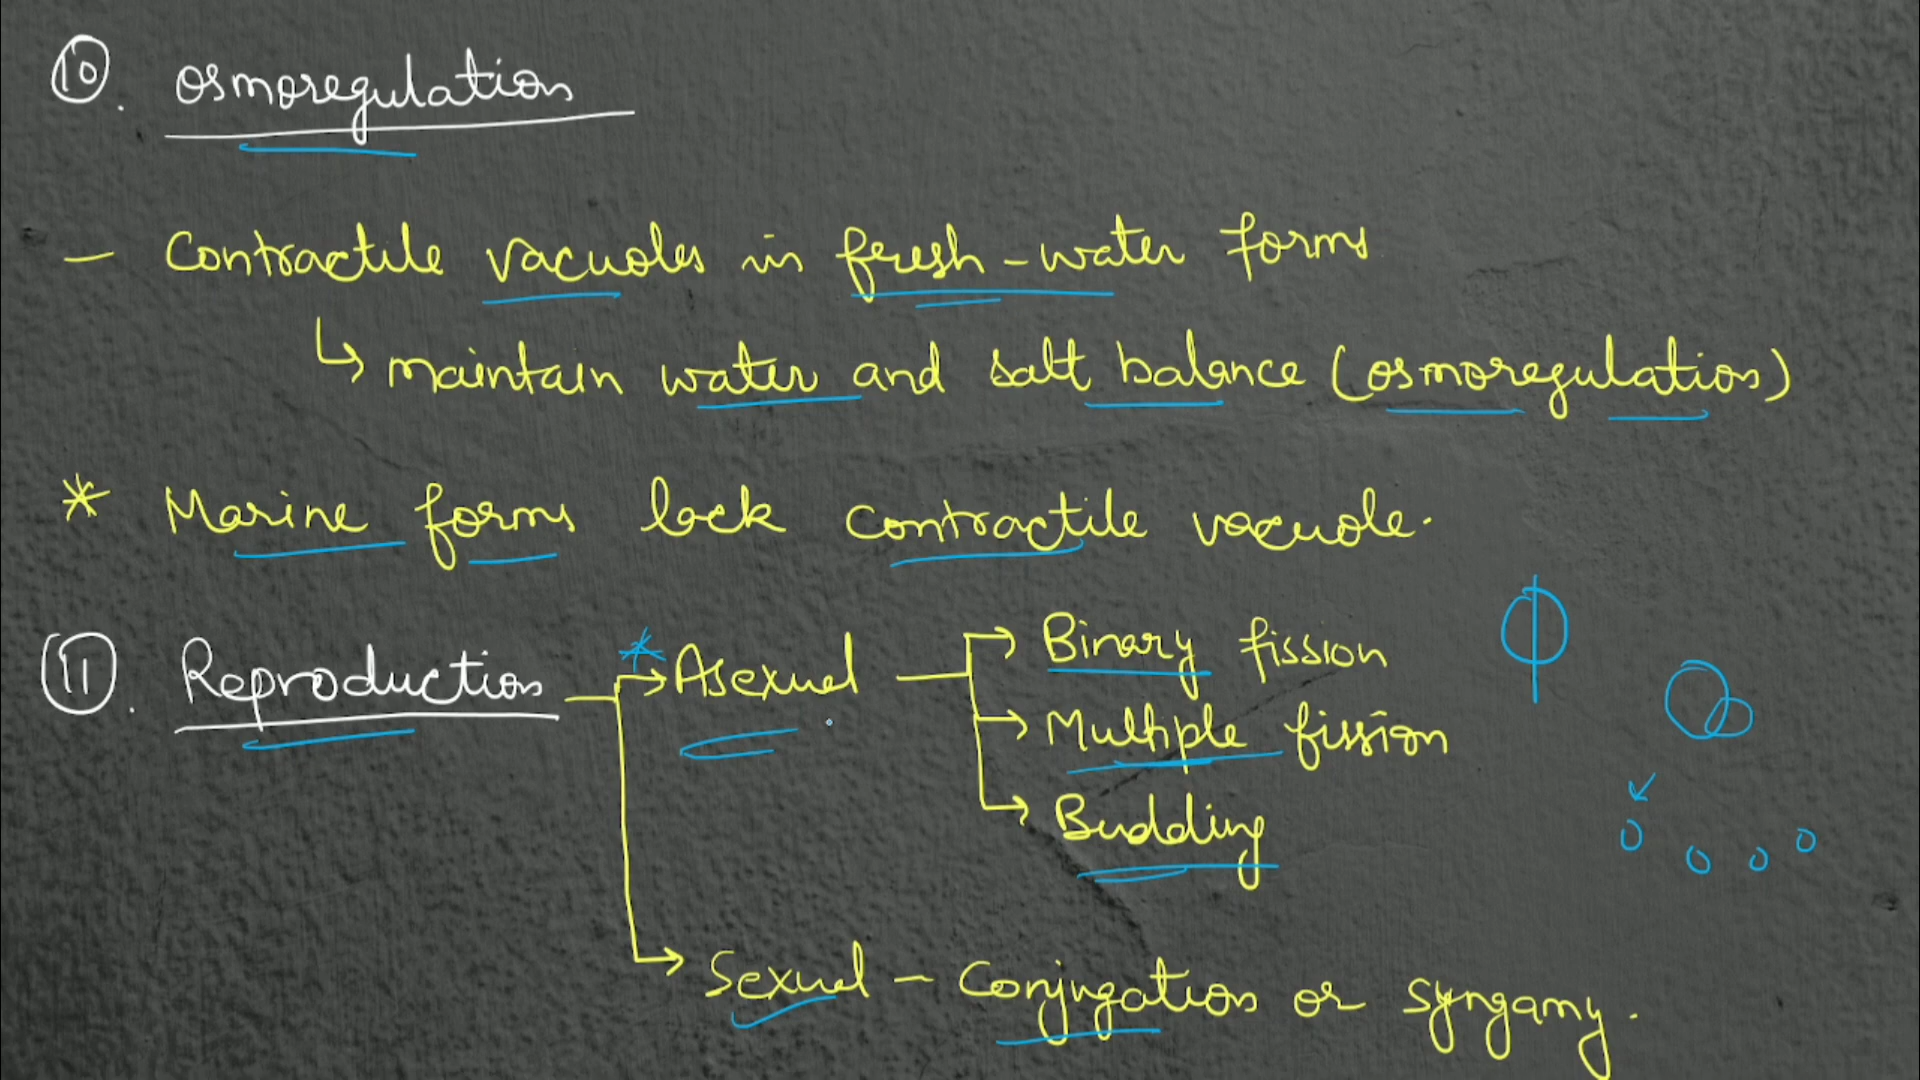 10. Osmoregulation
- Contractile vacuoles in fresh-water forms
↳ maintain water and salt balance (osmoregulation)
* Marine forms lack contractile vacuole.
11. Reproduction → * Asexual → Binary fission
→ Multiple fission
→ Budding
→ Sexual - Conjugation or syngamy.